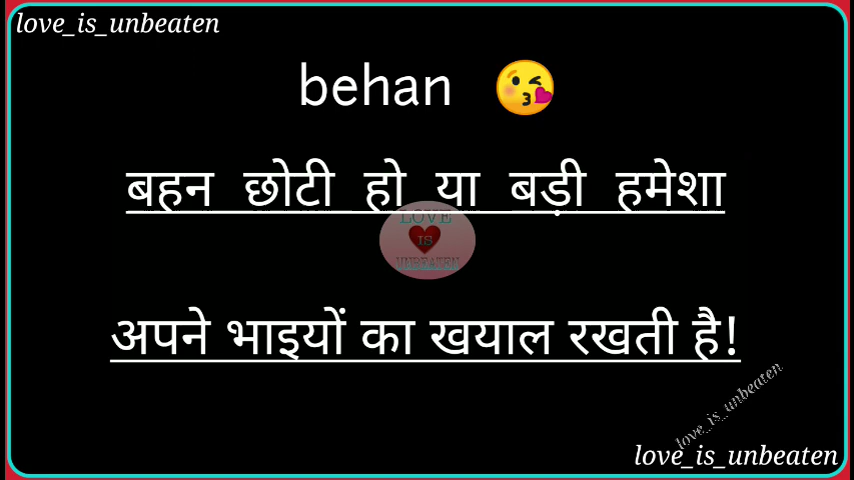 love_is_unbeaten
behan 😘
बहन छोटी हो या बड़ी हमेशा
LOVE
IS
UNBEATEN
अपने भाइयों का खयाल रखती है!
love_is_unbeaten
love_is_unbeaten